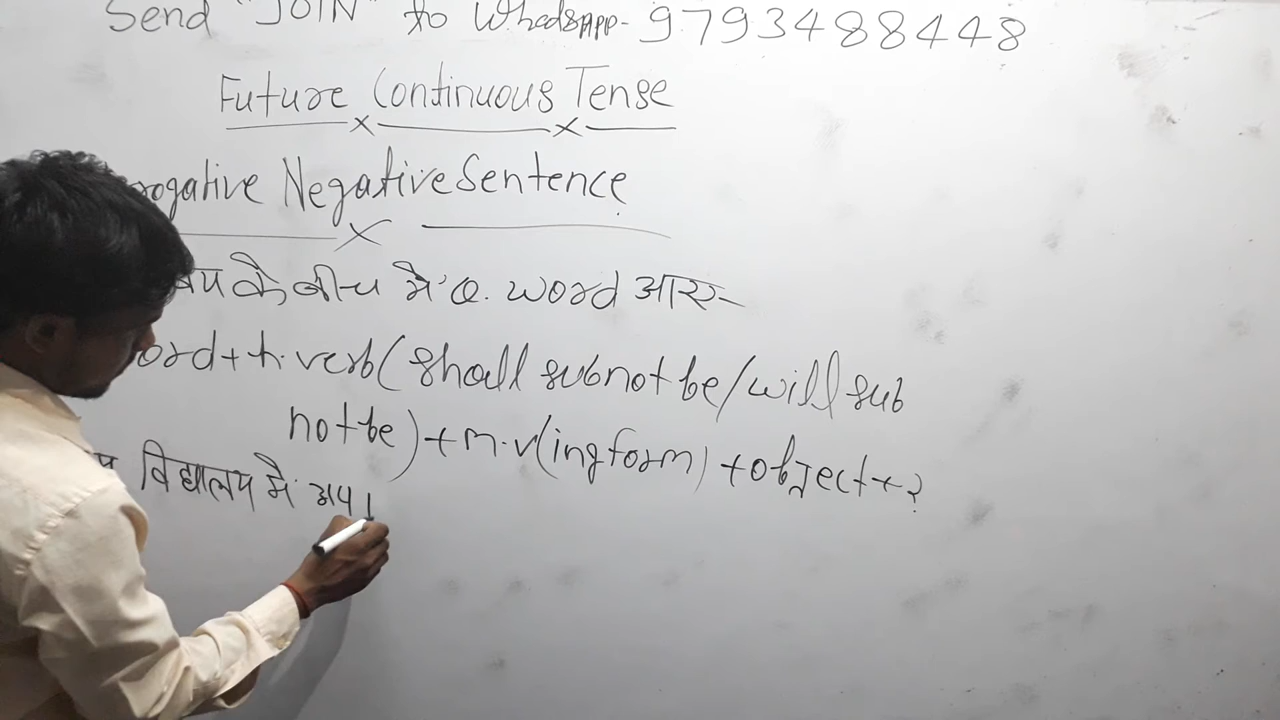 Send "JOIN" to WhatsApp- 9793488448
Future Continuous Tense
rogative Negative Sentence
क्य के बीच में Q. word आए-
ord + h. verb (shall sub not be/will sub
not be) + m.v (ing form) + object + ?
विद्यालय में अप